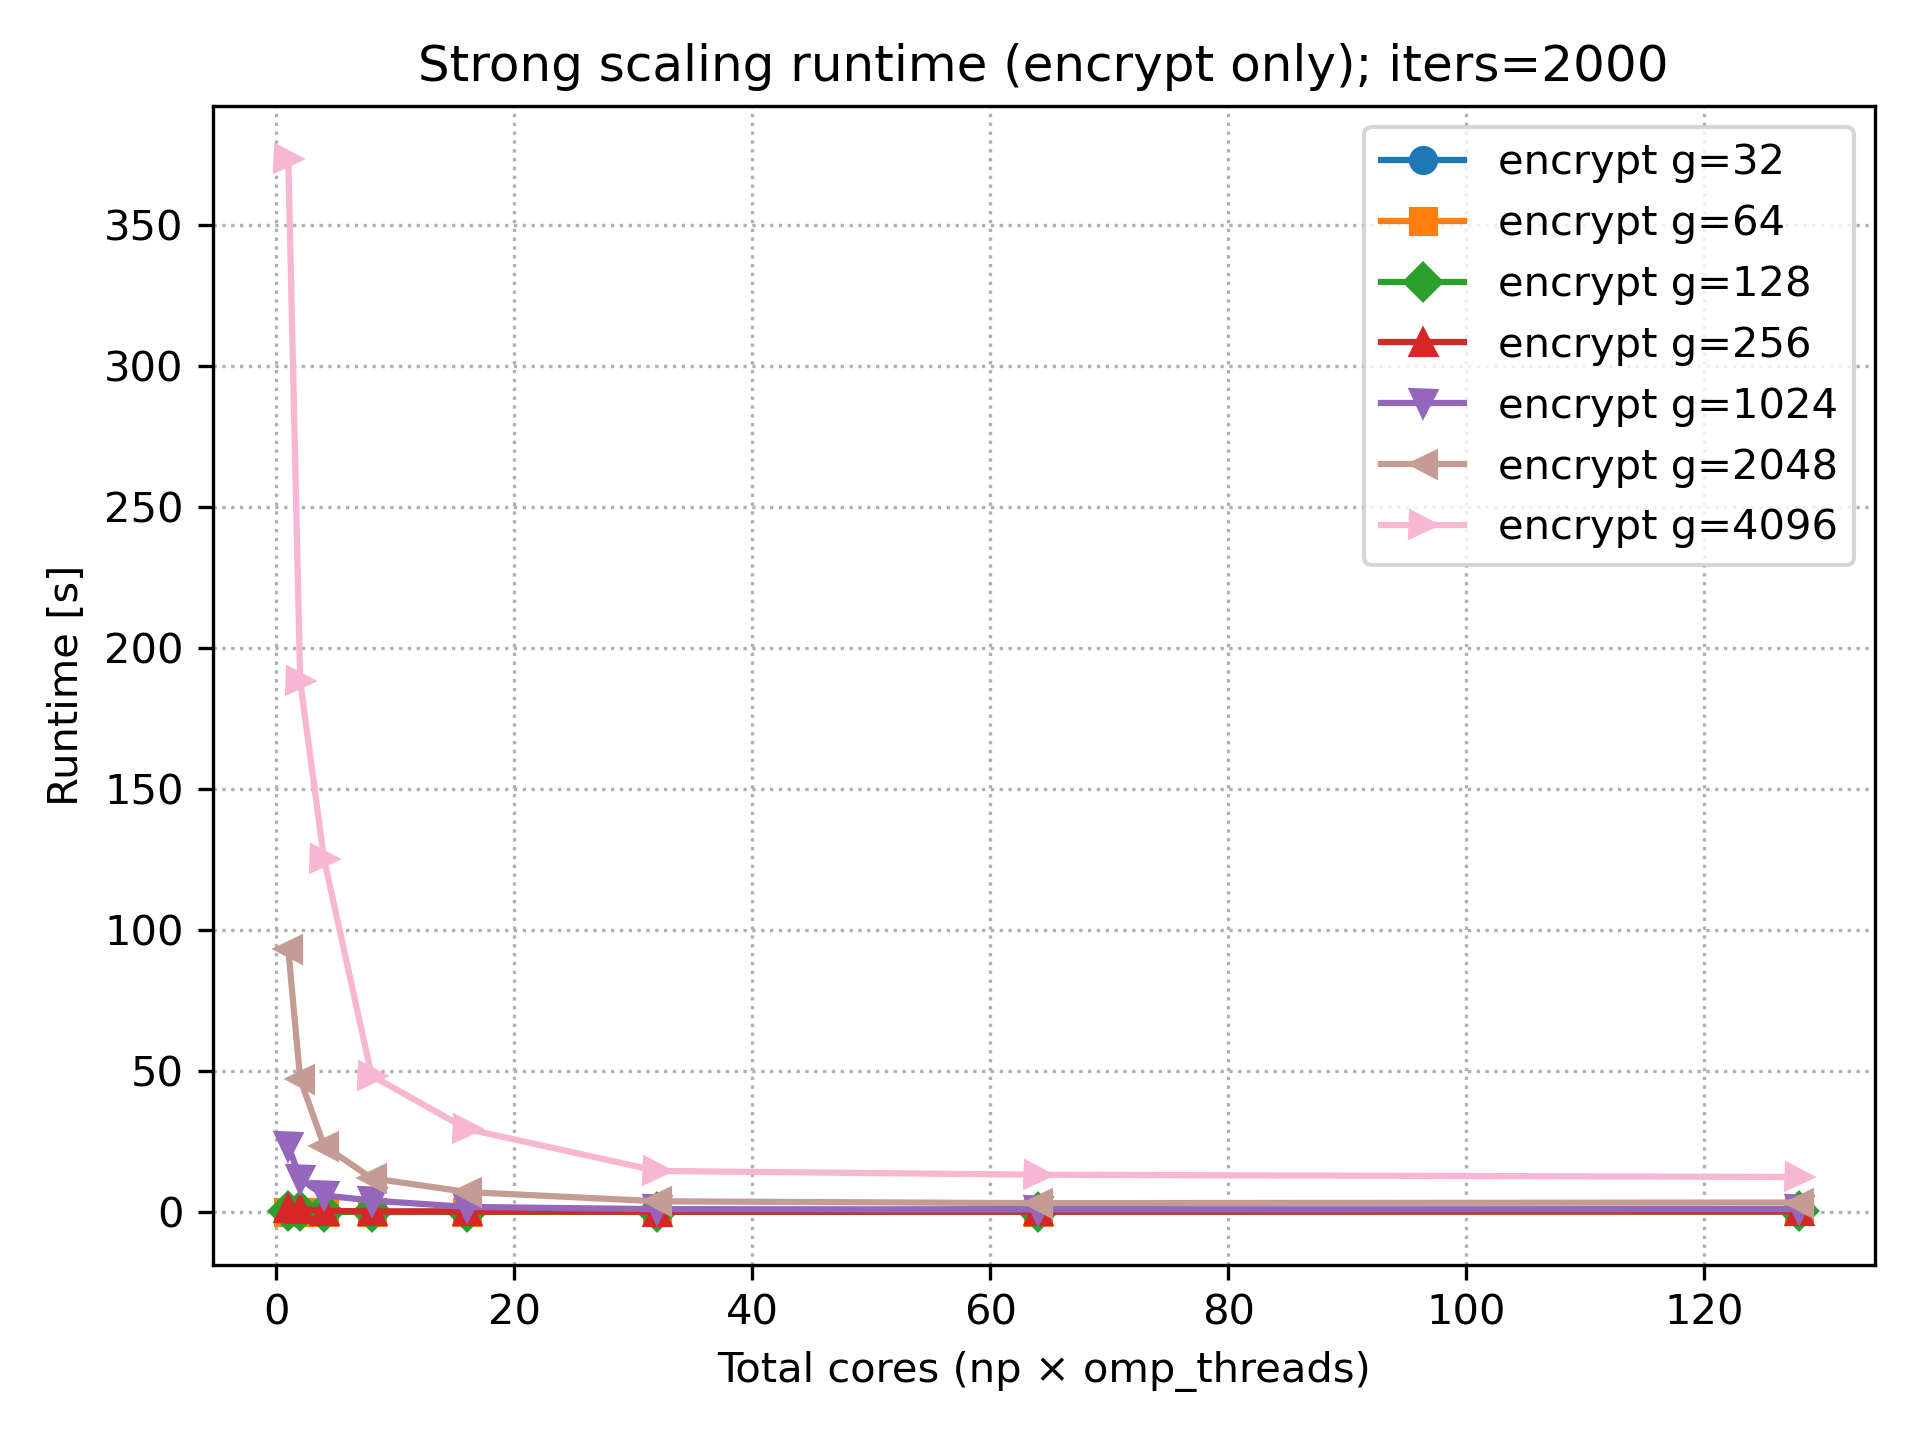 Strong scaling runtime (encrypt only); iters=2000
encrypt g=32
encrypt g=64
encrypt g=128
encrypt g=256
encrypt g=1024
encrypt g=2048
encrypt g=4096
350
300
250
200
150
100
50
0
Runtime [s]
0 20 40 60 80 100 120
Total cores (np × omp_threads)